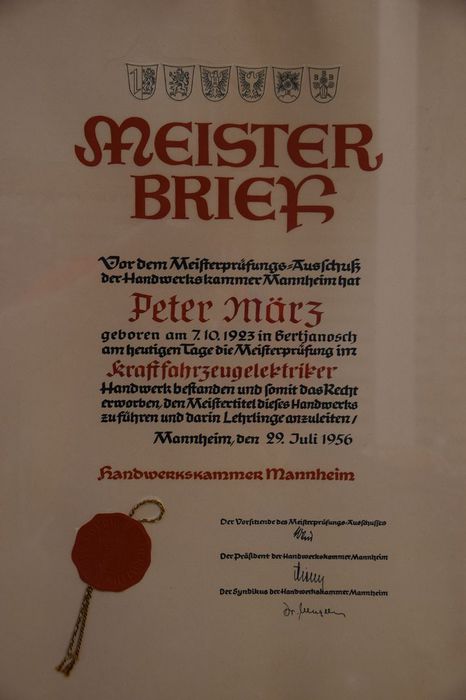 MEISTER
BRIEF
Vor dem Meisterprüfungs-Ausschuß
der Handwerkskammer Mannheim hat
Peter März
geboren am 7.10.1923 in Gertjanosch
am heutigen Tage die Meisterprüfung im
Kraftfahrzeugelektriker
Handwerk bestanden und somit das Recht
erworben, den Meistertitel dieses Handwerks
zu führen und darin Lehrlinge anzuleiten/
Mannheim, den 29. Juli 1956
Handwerkskammer Mannheim
Der Vorsitzende des Meisterprüfungs-Ausschusses
Der Präsident der Handwerkskammer Mannheim
Der Syndikus der Handwerkskammer Mannheim
Dr.